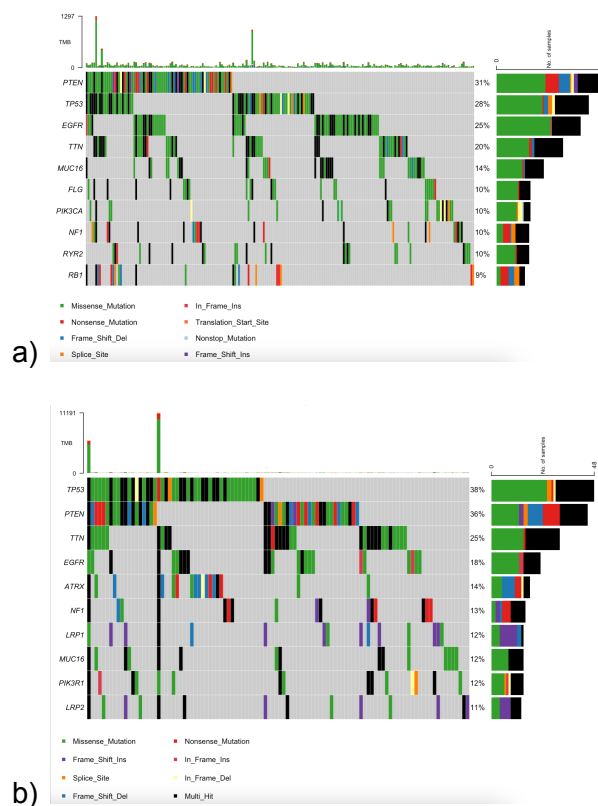 1297
TMB
0
0
No. of samples
PTEN 31%
TP53 28%
EGFR 25%
TTN 20%
MUC16 14%
FLG 10%
PIK3CA 10%
NF1 10%
RYR2 10%
RB1 9%
Missense_Mutation In_Frame_Ins
Nonsense_Mutation Translation_Start_Site
Frame_Shift_Del Nonstop_Mutation
Splice_Site Frame_Shift_Ins
a)
11191
TMB
0
0
No. of samples
48
TP53 38%
PTEN 36%
TTN 25%
EGFR 18%
ATRX 14%
NF1 13%
LRP1 12%
MUC16 12%
PIK3R1 12%
LRP2 11%
Missense_Mutation Nonsense_Mutation
Frame_Shift_Ins In_Frame_Ins
Splice_Site In_Frame_Del
Frame_Shift_Del Multi_Hit
b)